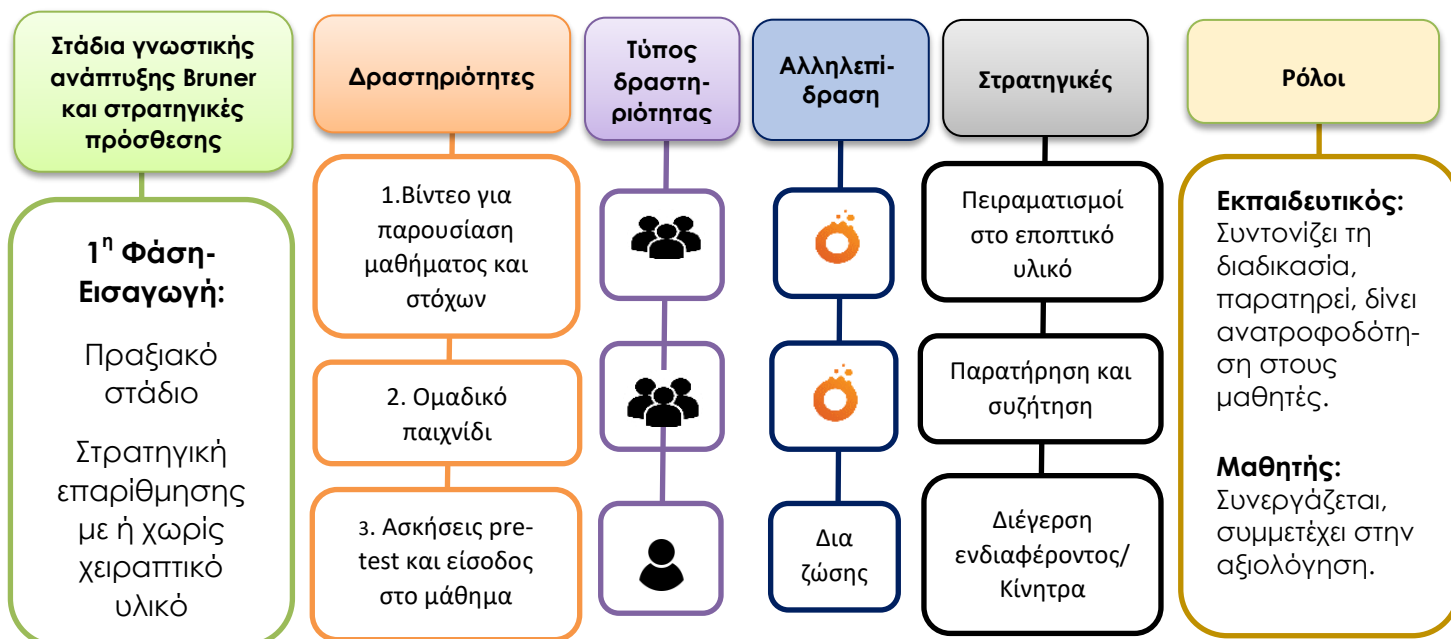 Στάδια γνωστικής
ανάπτυξης Bruner
και στρατηγικές
πρόσθεσης
Δραστηριότητες
Τύπος
δραστη-
ριότητας
Αλληλεπί-
δραση
Στρατηγικές
Ρόλοι
1η Φάση-
Εισαγωγή:
Πραξιακό
στάδιο
Στρατηγική
επαρίθμησης
με ή χωρίς
χειραπτικό
υλικό
1.Βίντεο για
παρουσίαση
μαθήματος και
στόχων
2. Ομαδικό
παιχνίδι
3. Ασκήσεις pre-
test και είσοδος
στο μάθημα
Δια
ζώσης
Πειραματισμοί
στο εποπτικό
υλικό
Παρατήρηση και
συζήτηση
Διέγερση
ενδιαφέροντος/
Κίνητρα
Εκπαιδευτικός:
Συντονίζει τη
διαδικασία,
παρατηρεί, δίνει
ανατροφοδότη-
ση στους
μαθητές.
Μαθητής:
Συνεργάζεται,
συμμετέχει στην
αξιολόγηση.